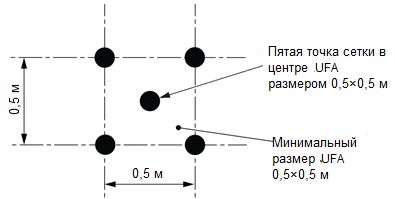 Пятая точка сетки в
центре .UFA
размером 0,5×0,5 м
0,5 м
Минимальный
размер .UFA
0,5×0,5 м
0,5 м